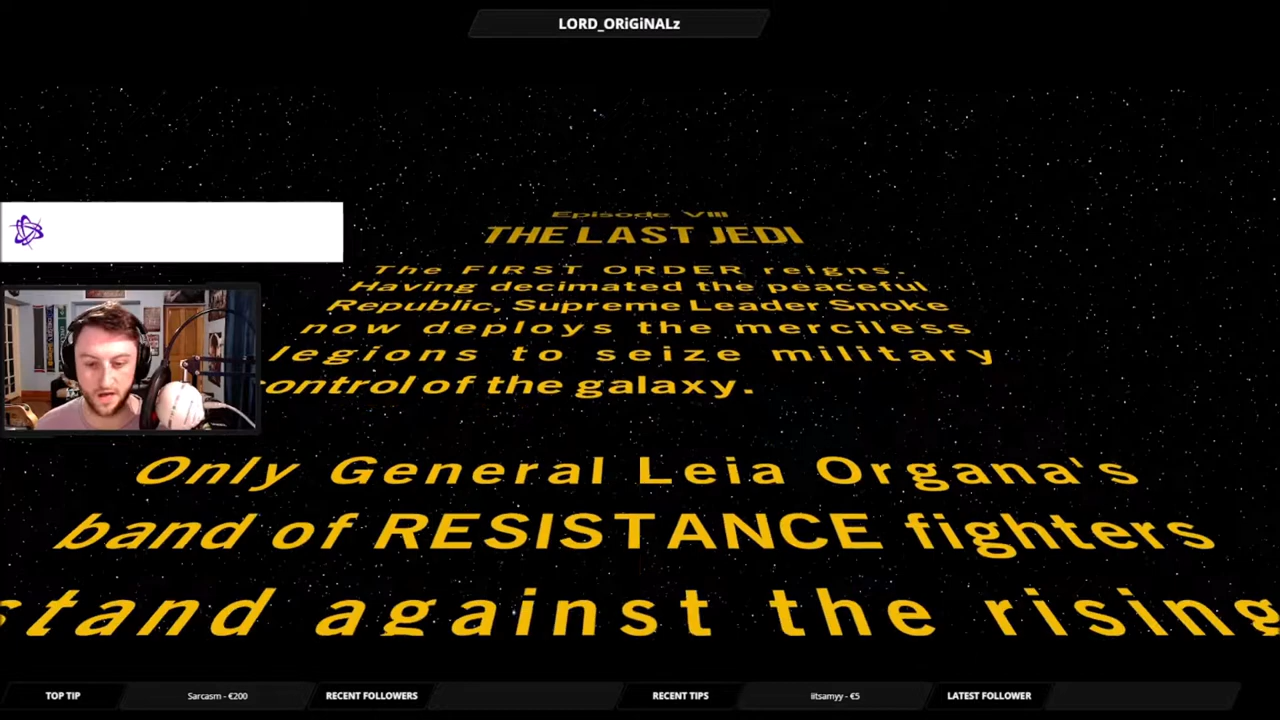 LORD_ORiGiNALz
Episode VIII
THE LAST JEDI
The FIRST ORDER reigns.
Having decimated the peaceful
Republic, Supreme Leader Snoke
now deploys the merciless
legions to seize military
control of the galaxy.
Only General Leia Organa's
band of RESISTANCE fighters
stand against the rising
TOP TIP
Sarcasm - €200
RECENT FOLLOWERS
RECENT TIPS
iitsamyy - €5
LATEST FOLLOWER